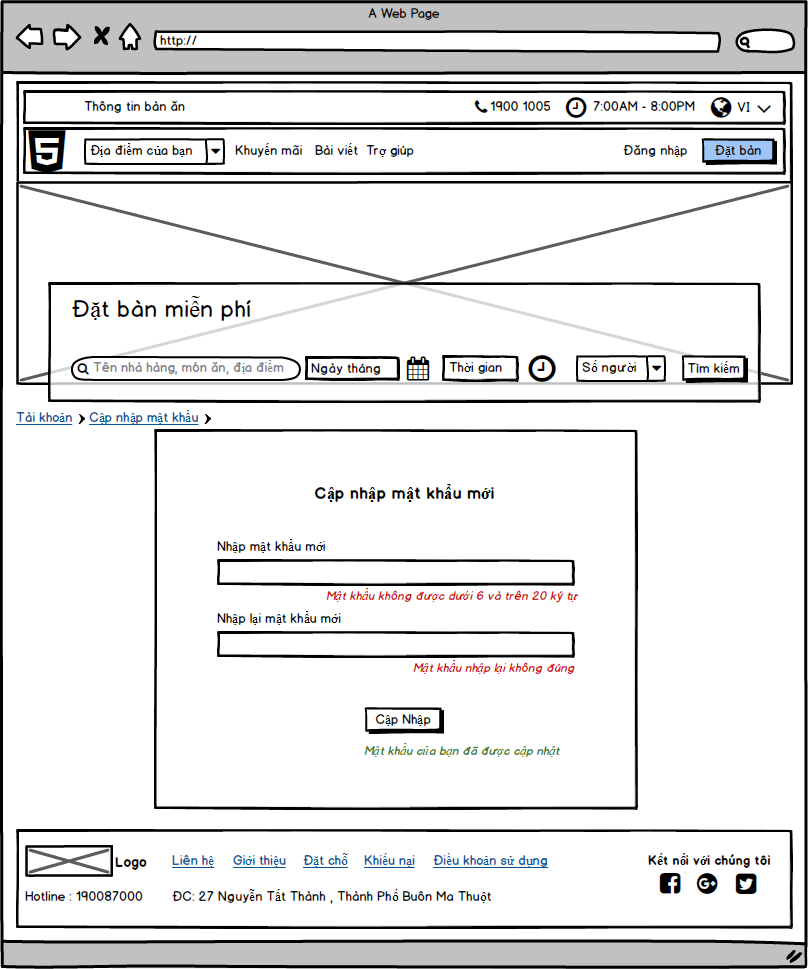 A Web Page
http://
Thông tin bàn ăn
1900 1005
7:00AM - 8:00PM
VI
Địa điểm của bạn
Khuyến mãi
Bài viết
Trợ giúp
Đăng nhập
Đặt bàn
Đặt bàn miễn phí
Tên nhà hàng, món ăn, địa điểm
Ngày tháng
Thời gian
Số người
Tìm kiếm
Tài khoản
Cập nhập mật khẩu
Cập nhập mật khẩu mới
Nhập mật khẩu mới
Mật khẩu không được dưới 6 và trên 20 ký tự
Nhập lại mật khẩu mới
Mật khẩu nhập lại không đúng
Cập Nhập
Mật khẩu của bạn đã được cập nhật
Logo
Liên hệ
Giới thiệu
Đặt chỗ
Khiếu nại
Điều khoản sử dụng
Kết nối với chúng tôi
Hotline : 190087000
ĐC: 27 Nguyễn Tất Thành , Thành Phố Buôn Ma Thuột